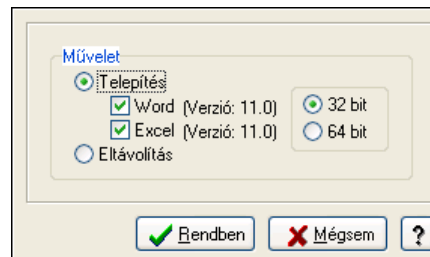 Művelet
Telepítés
Word (Verzió: 11.0)
Excel (Verzió: 11.0)
32 bit
64 bit
Eltávolítás
Rendben
Mégsem
?